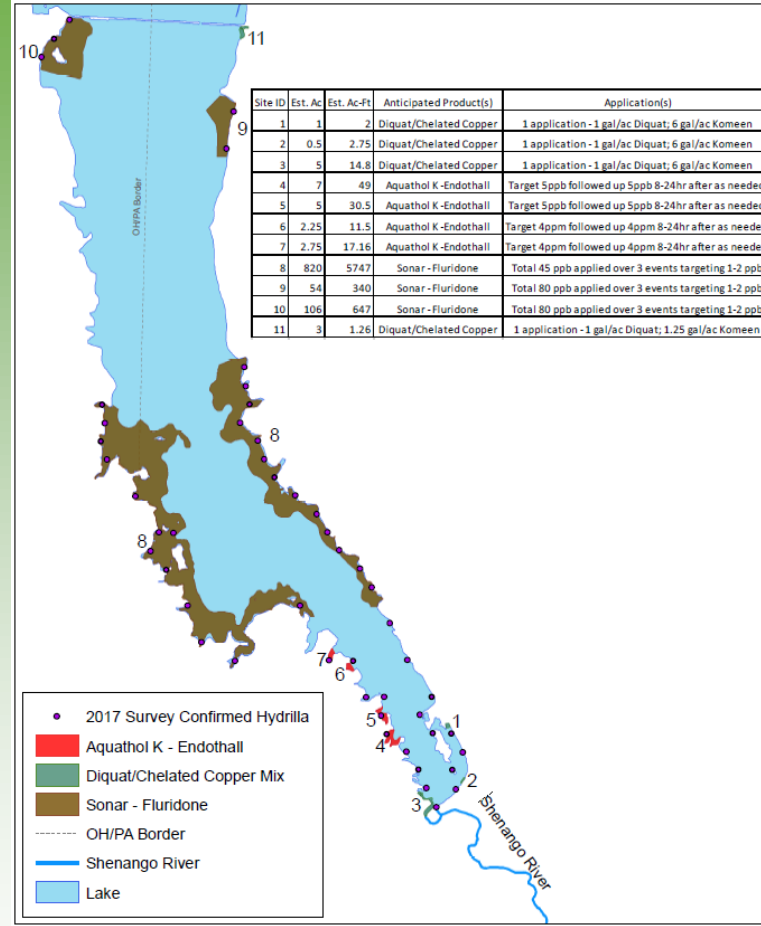 10
11
9
Site ID Est. Ac Est. Ac-Ft Anticipated Product(s) Application(s)
1 1 2 Diquat/Chelated Copper 1 application - 1 gal/ac Diquat; 6 gal/ac Komeen
2 0.5 2.75 Diquat/Chelated Copper 1 application - 1 gal/ac Diquat; 6 gal/ac Komeen
3 5 14.8 Diquat/Chelated Copper 1 application - 1 gal/ac Diquat; 6 gal/ac Komeen
4 7 49 Aquathol K -Endothall Target 5ppb followed up 5ppb 8-24hr after as needed
5 5 30.5 Aquathol K -Endothall Target 5ppb followed up 5ppb 8-24hr after as needed
6 2.25 11.5 Aquathol K -Endothall Target 4ppm followed up 4ppm 8-24hr after as neede
7 2.75 17.16 Aquathol K -Endothall Target 4ppm followed up 4ppm 8-24hr after as neede
8 820 5747 Sonar - Fluridone Total 45 ppb applied over 3 events targeting 1-2 ppb
9 54 340 Sonar - Fluridone Total 80 ppb applied over 3 events targeting 1-2 ppb
10 106 647 Sonar - Fluridone Total 80 ppb applied over 3 events targeting 1-2 ppb
11 3 1.26 Diquat/Chelated Copper 1 application - 1 gal/ac Diquat; 1.25 gal/ac Komeen
OH/PA Border
8
8
7
6
5
4
1
2
3
Shenango River
2017 Survey Confirmed Hydrilla
Aquathol K - Endothall
Diquat/Chelated Copper Mix
Sonar - Fluridone
OH/PA Border
Shenango River
Lake